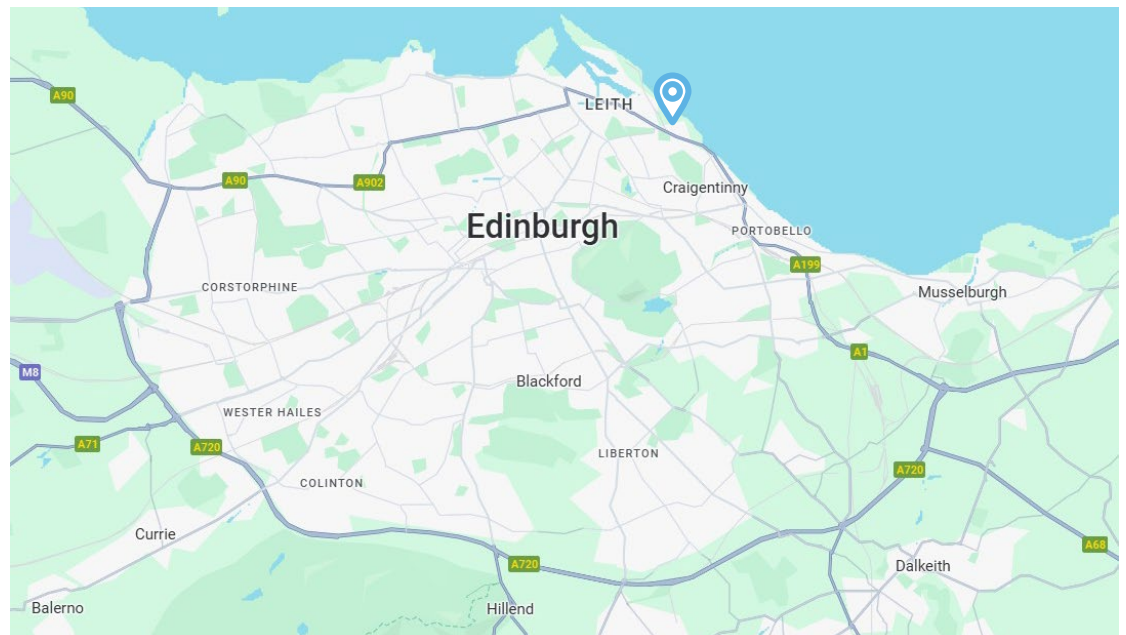 A90
LEITH
A90
A902
Craigentinny
Edinburgh
PORTOBELLO
A199
CORSTORPHINE
Musselburgh
A1
M8
Blackford
WESTER HAILES
A71
A720
LIBERTON
A720
COLINTON
Currie
A68
A720
Dalkeith
Balerno
Hillend